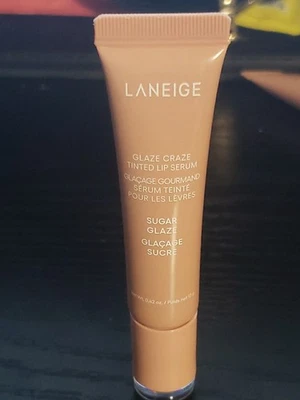 LANEIGE
GLAZE CRAZE
TINTED LIP SERUM
GLAÇAGE GOURMAND
SÉRUM TEINTÉ
POUR LES LÈVRES
SUGAR
GLAZE
GLAÇAGE
SUCRÉ